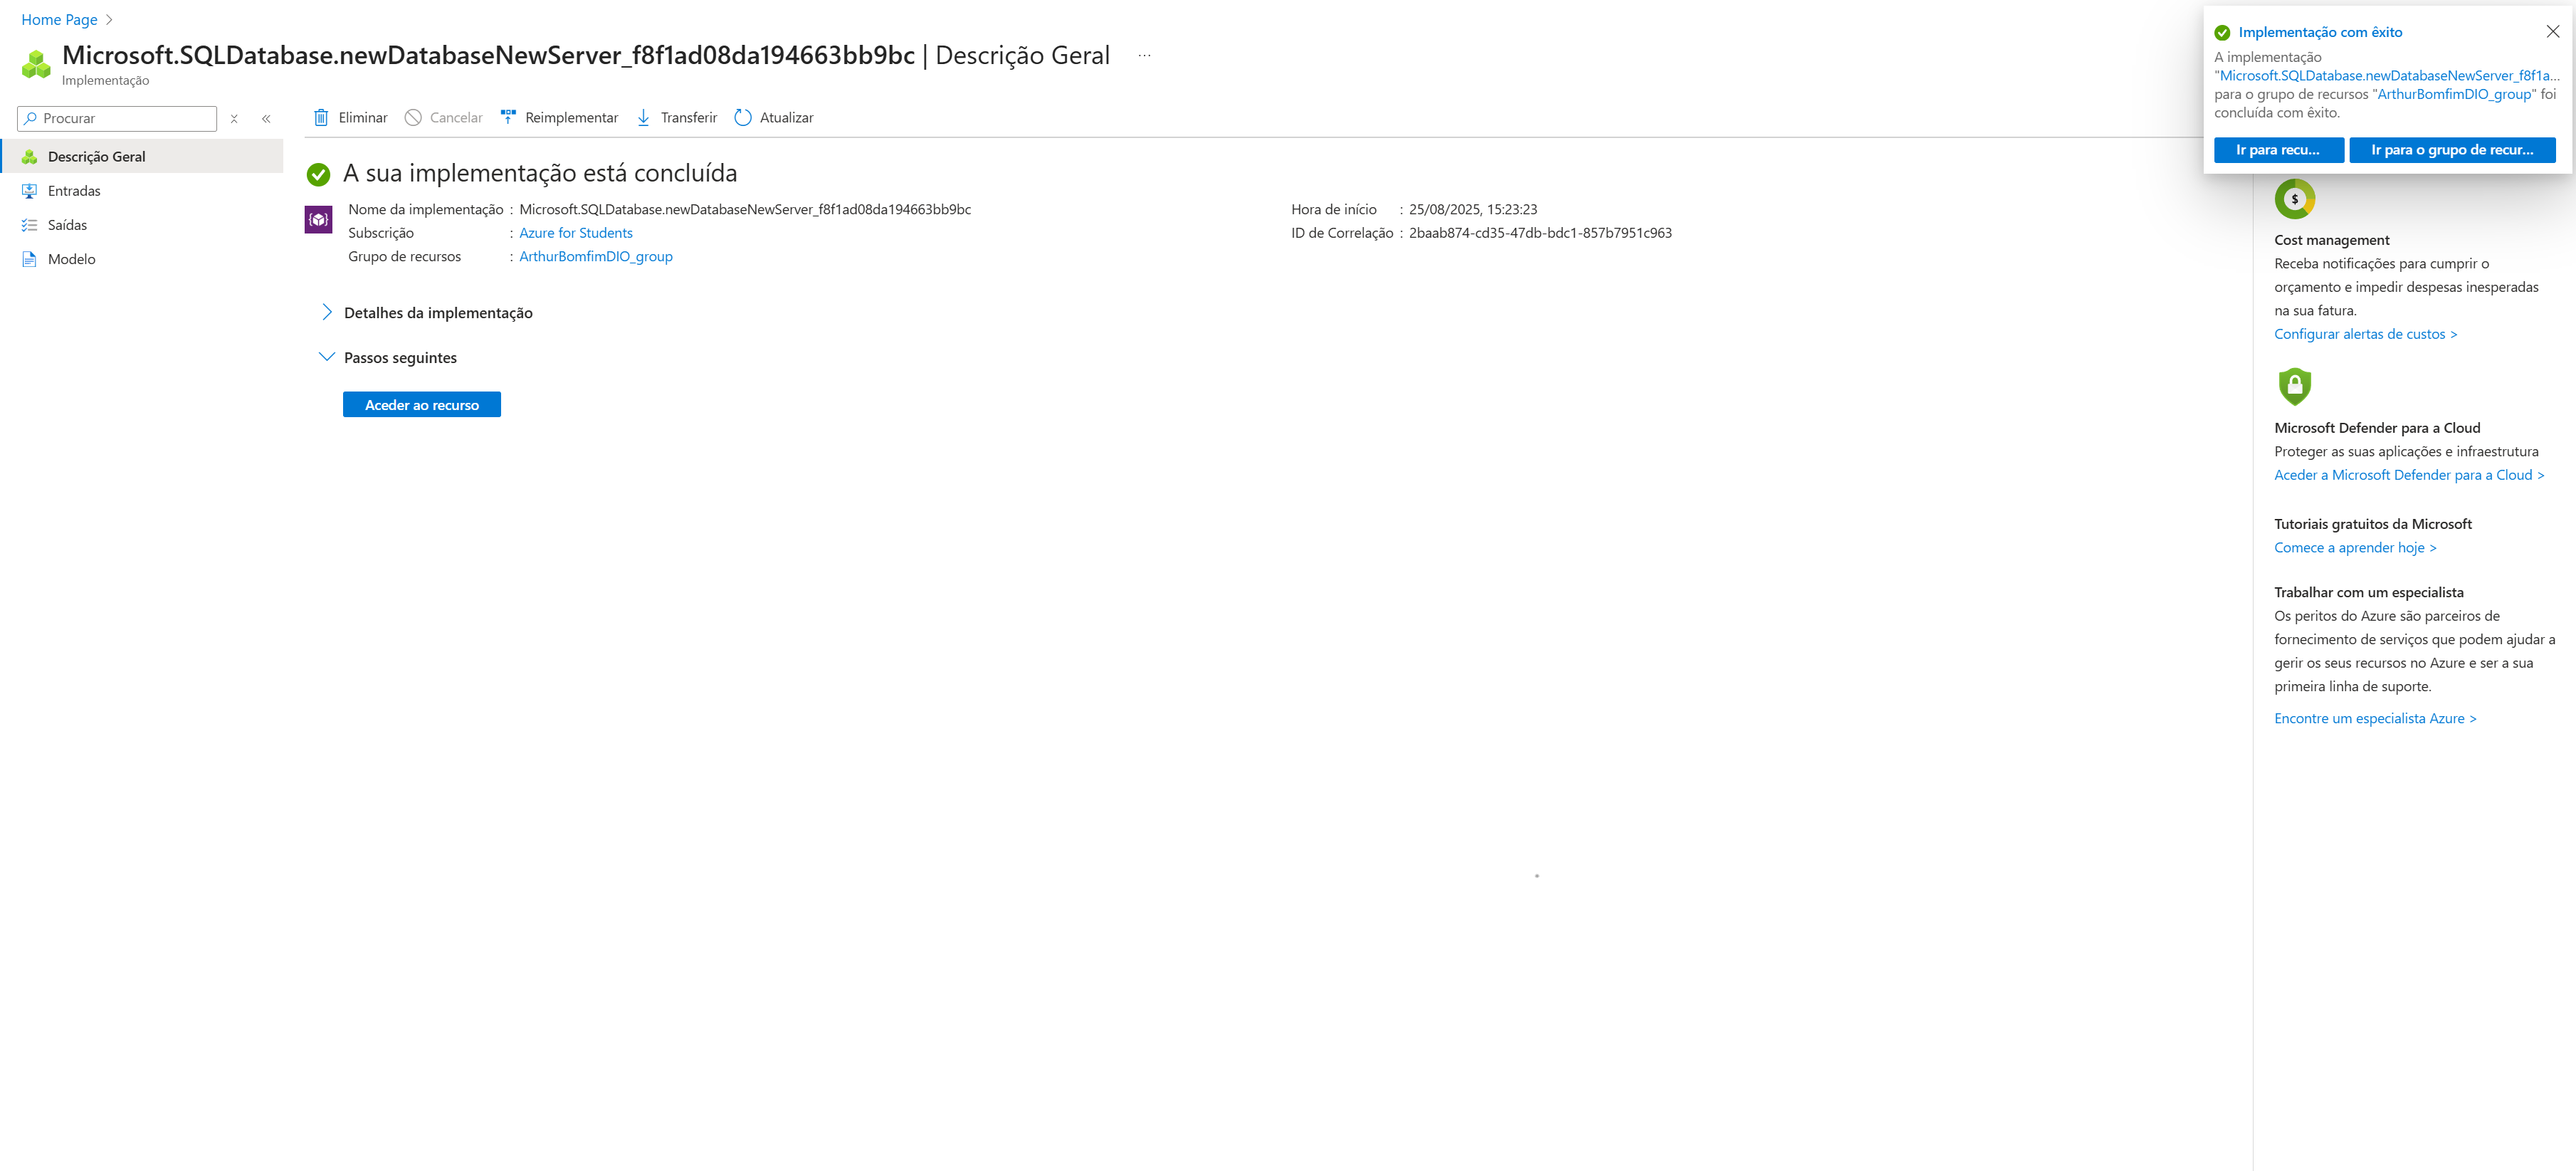 Home Page
Microsoft.SQLDatabase.newDatabaseNewServer_f8f1ad08da194663bb9bc | Descrição Geral ...
Implementação
Procurar
Descrição Geral
Entradas
Saídas
Modelo
Eliminar Cancelar Reimplementar Transferir Atualizar
A sua implementação está concluída
Nome da implementação : Microsoft.SQLDatabase.newDatabaseNewServer_f8f1ad08da194663bb9bc
Subscrição : Azure for Students
Grupo de recursos : ArthurBomfimDIO_group
Hora de início : 25/08/2025, 15:23:23
ID de Correlação : 2baab874-cd35-47db-bdc1-857b7951c963
Detalhes da implementação
Passos seguintes
Aceder ao recurso
Implementação com êxito
A implementação
"Microsoft.SQLDatabase.newDatabaseNewServer_f8f1a...
para o grupo de recursos "ArthurBomfimDIO_group" foi
concluída com êxito.
Ir para recu... Ir para o grupo de recur...
$
Cost management
Receba notificações para cumprir o
orçamento e impedir despesas inesperadas
na sua fatura.
Configurar alertas de custos >
Microsoft Defender para a Cloud
Proteger as suas aplicações e infraestrutura
Aceder a Microsoft Defender para a Cloud >
Tutoriais gratuitos da Microsoft
Comece a aprender hoje >
Trabalhar com um especialista
Os peritos do Azure são parceiros de
fornecimento de serviços que podem ajudar a
gerir os seus recursos no Azure e ser a sua
primeira linha de suporte.
Encontre um especialista Azure >